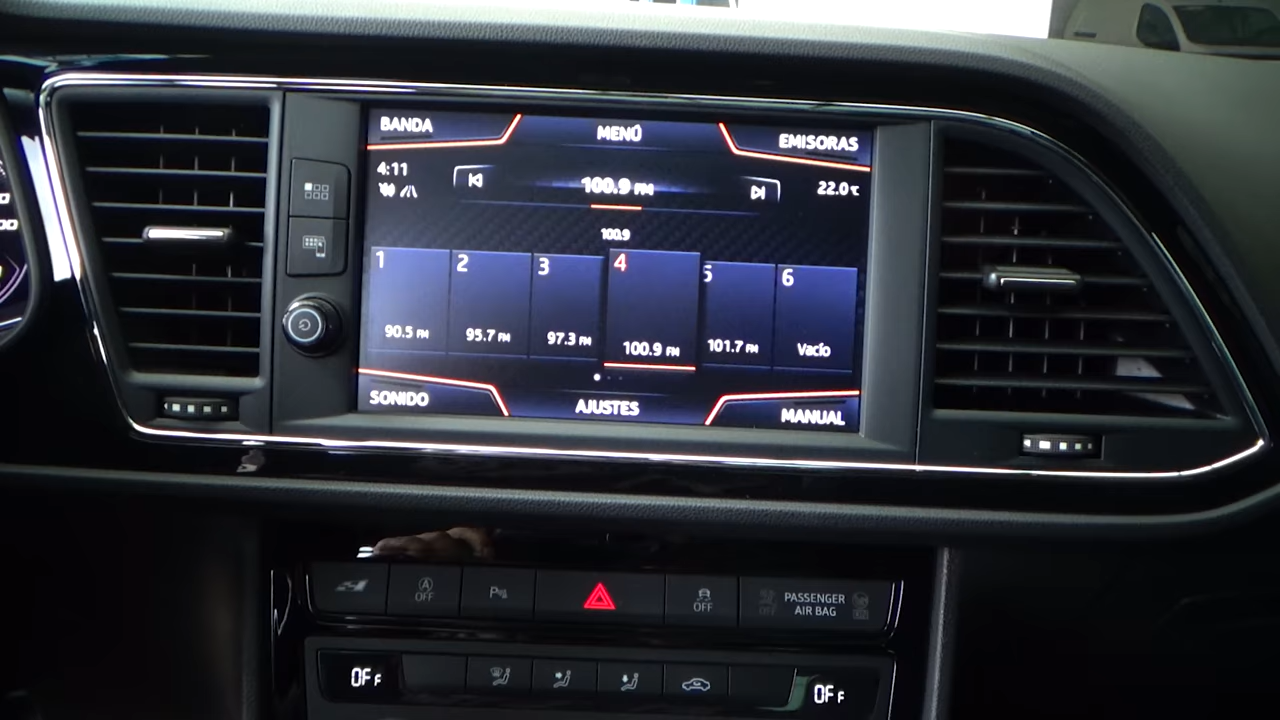 BANDA
MENÚ
EMISORAS
4:11
100.9 FM
22.0°C
100.9
1
2
3
4
5
6
90.5 FM
95.7 FM
97.3 FM
100.9 FM
101.7 FM
Vacío
SONIDO
AJUSTES
MANUAL
A
OFF
P
OFF
PASSENGER
AIR BAG
OFF
OFF